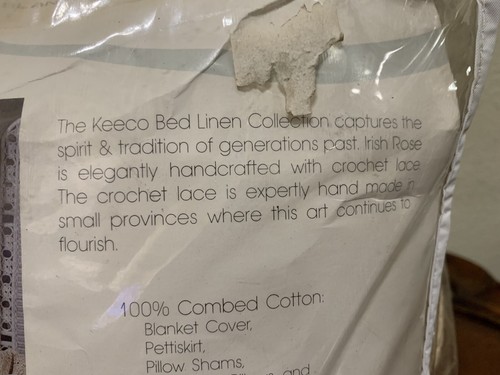 The Keeco Bed Linen Collection captures the
spirit & tradition of generations past. Irish Rose
is elegantly handcrafted with crochet lace
The crochet lace is expertly hand made
small provinces where this art continues to
flourish.
100% Combed Cotton:
Blanket Cover,
Pettiskirt,
Pillow Shams,
and